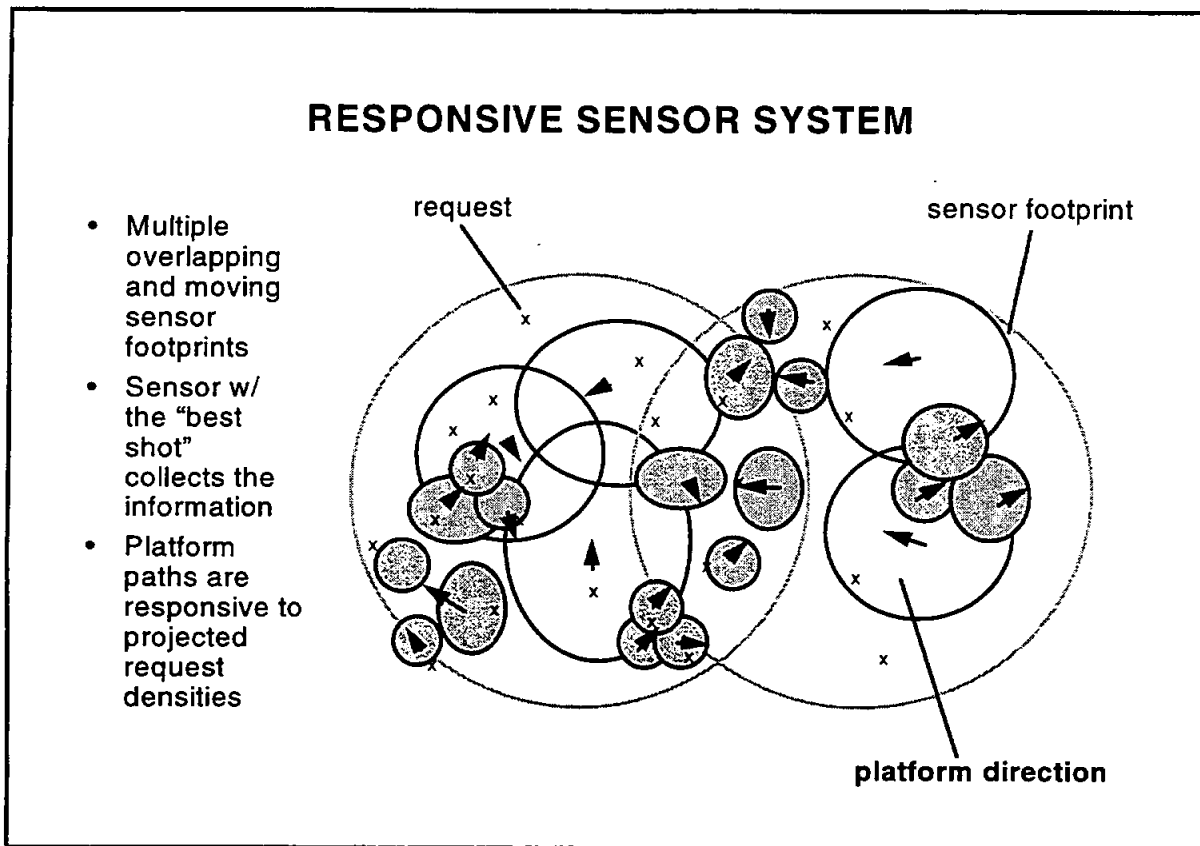 RESPONSIVE SENSOR SYSTEM
• Multiple
overlapping
and moving
sensor
footprints
• Sensor w/
the “best
shot”
collects the
information
• Platform
paths are
responsive to
projected
request
densities
request
sensor footprint
platform direction